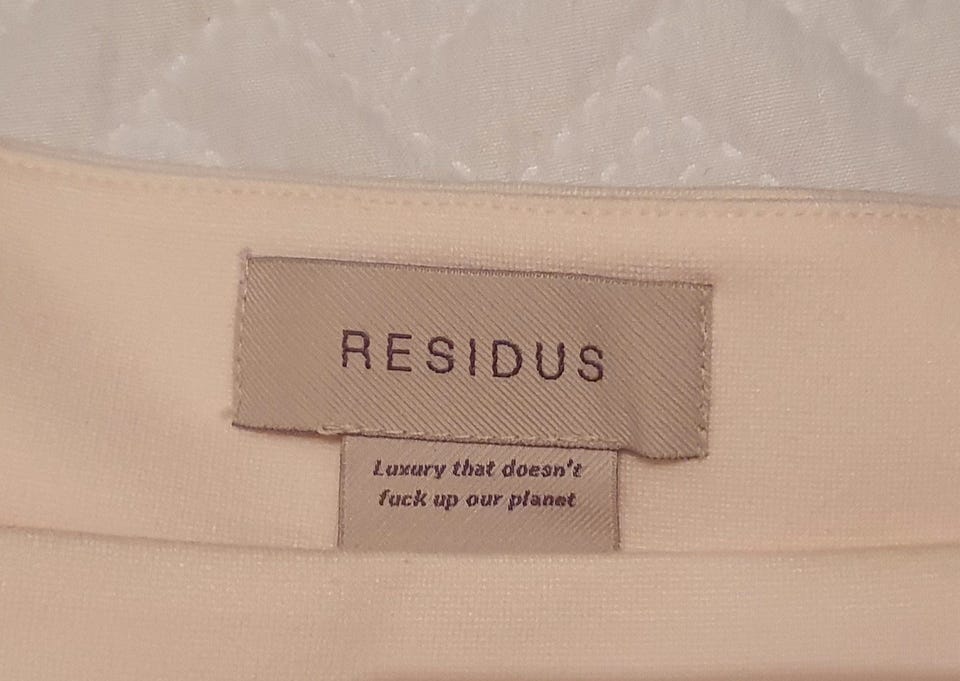 RESIDUS
Luxury that doesn't
fuck up our planet